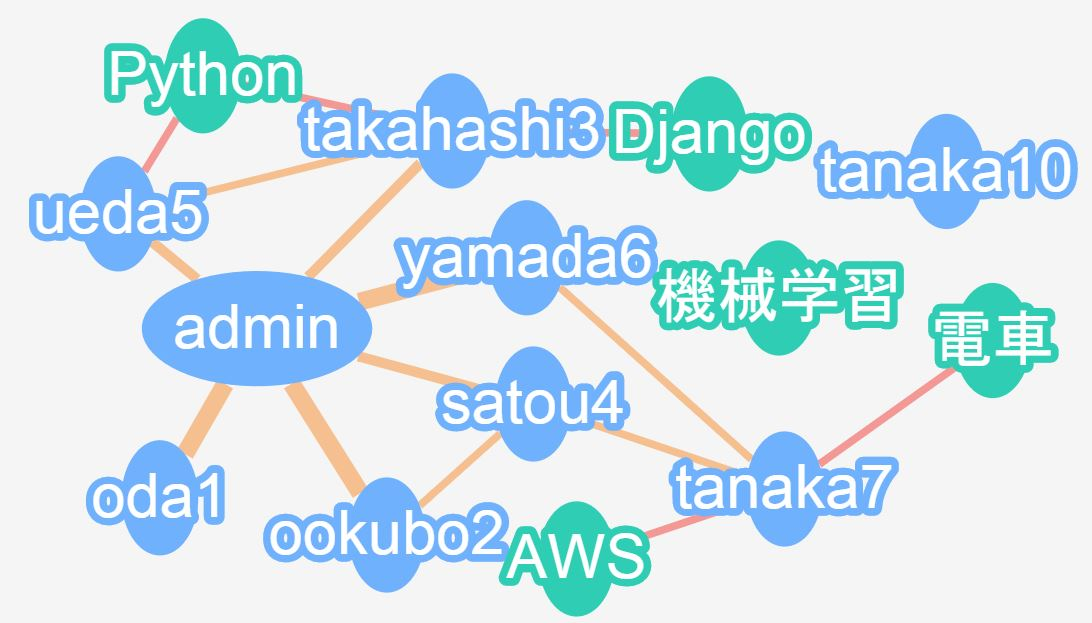 Python
takahashi3
Django
tanaka10
ueda5
yamada6
機械学習
admin
電車
satou4
tanaka7
oda1
ookubo2
AWS